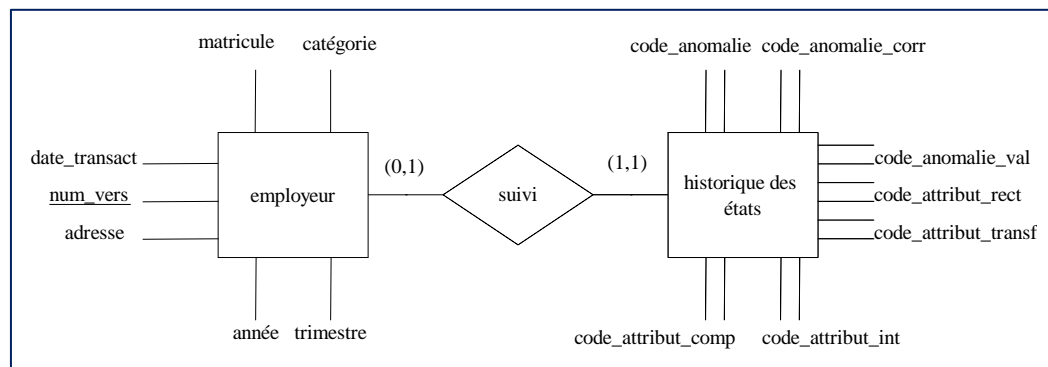 matricule
catégorie
code_anomalie
code_anomalie_corr
date_transact
num_vers
adresse
employeur
(0,1)
suivi
(1,1)
historique des
états
code_anomalie_val
code_attribut_rect
code_attribut_transf
année
trimestre
code_attribut_comp
code_attribut_int